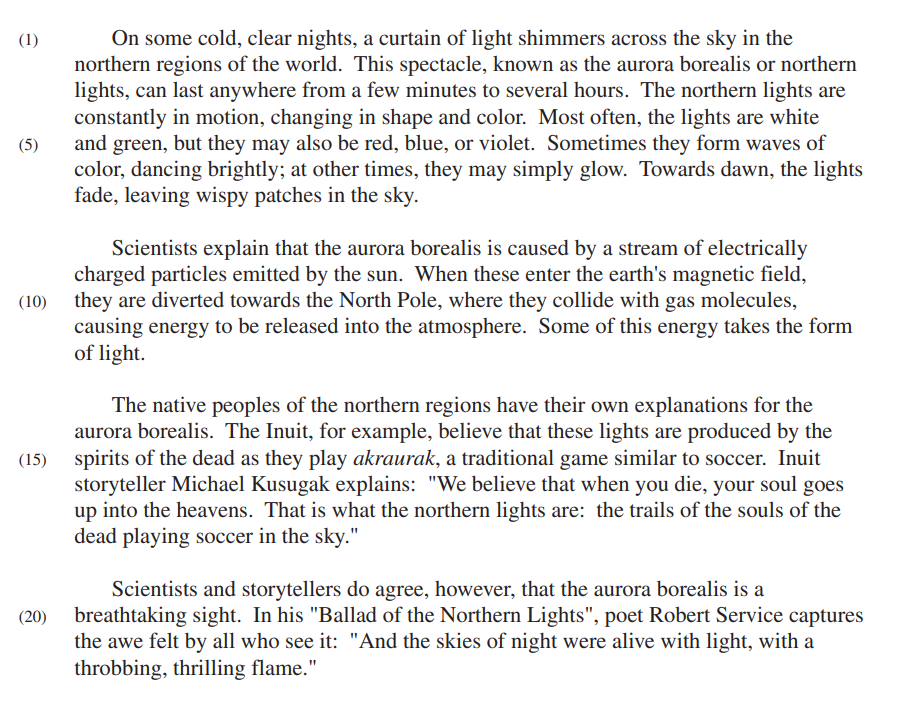 (1) On some cold, clear nights, a curtain of light shimmers across the sky in the
northern regions of the world. This spectacle, known as the aurora borealis or northern
lights, can last anywhere from a few minutes to several hours. The northern lights are
constantly in motion, changing in shape and color. Most often, the lights are white
(5) and green, but they may also be red, blue, or violet. Sometimes they form waves of
color, dancing brightly; at other times, they may simply glow. Towards dawn, the lights
fade, leaving wispy patches in the sky.
Scientists explain that the aurora borealis is caused by a stream of electrically
charged particles emitted by the sun. When these enter the earth's magnetic field,
(10) they are diverted towards the North Pole, where they collide with gas molecules,
causing energy to be released into the atmosphere. Some of this energy takes the form
of light.
The native peoples of the northern regions have their own explanations for the
aurora borealis. The Inuit, for example, believe that these lights are produced by the
(15) spirits of the dead as they play akraurak, a traditional game similar to soccer. Inuit
storyteller Michael Kusugak explains: "We believe that when you die, your soul goes
up into the heavens. That is what the northern lights are: the trails of the souls of the
dead playing soccer in the sky."
Scientists and storytellers do agree, however, that the aurora borealis is a
(20) breathtaking sight. In his "Ballad of the Northern Lights", poet Robert Service captures
the awe felt by all who see it: "And the skies of night were alive with light, with a
throbbing, thrilling flame."